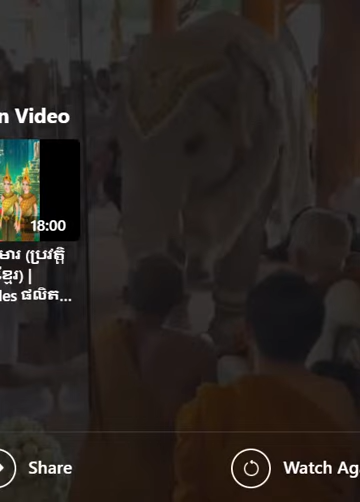 n Video
18:00
មារ (ប្រវត្តិ
ខ្មែរ) |
les ផលិត...
Share
Watch Aga